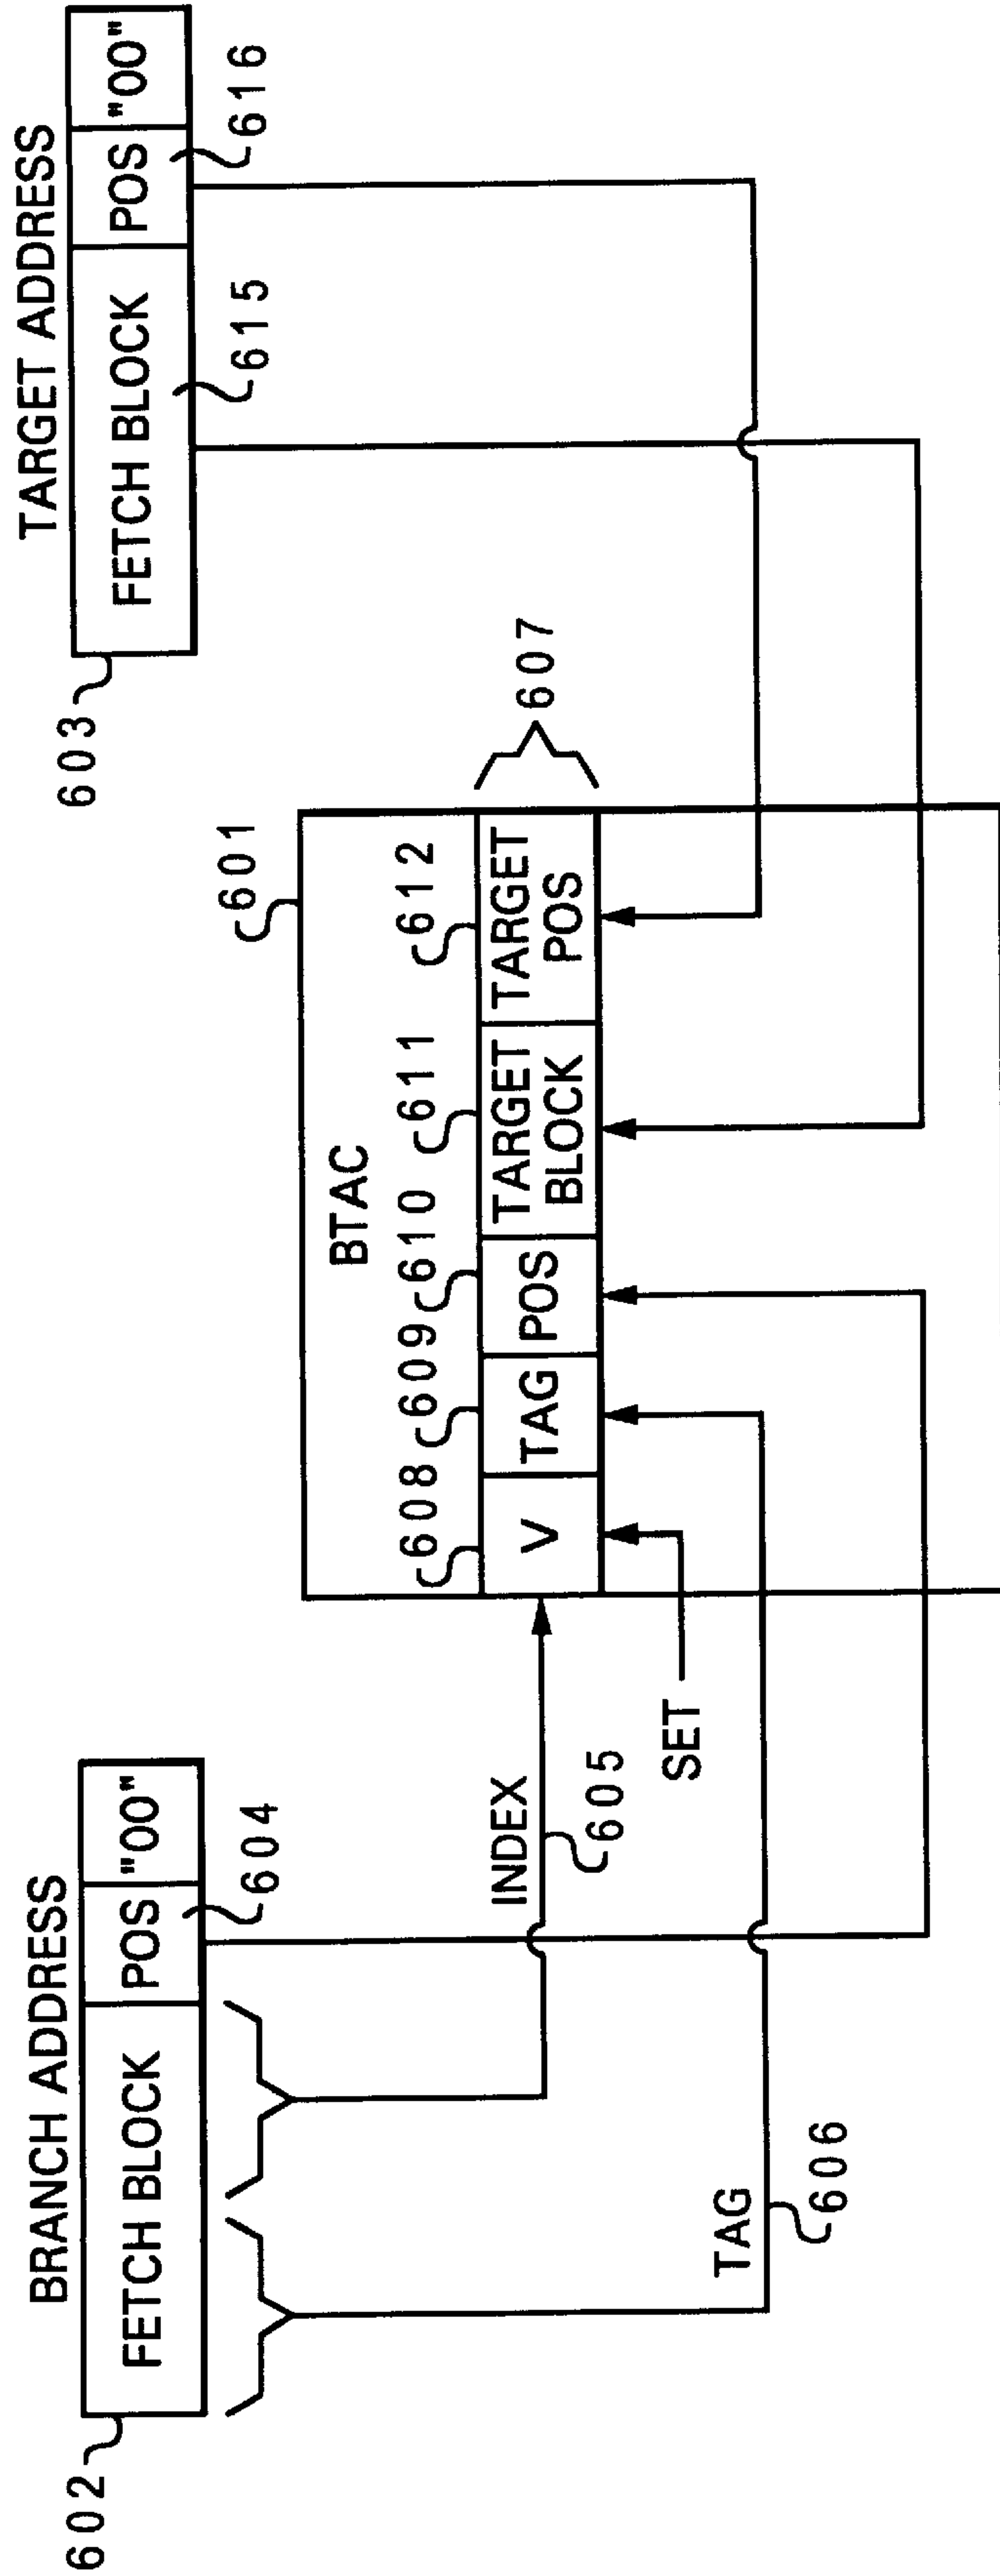 BRANCH ADDRESS
602
FETCH BLOCK
POS
"00"
604
TARGET ADDRESS
603
FETCH BLOCK
POS
"00"
615
616
BTAC
601
608
609
610
611
612
V
TAG
POS
TARGET
BLOCK
TARGET
POS
607
INDEX
605
SET
TAG
606